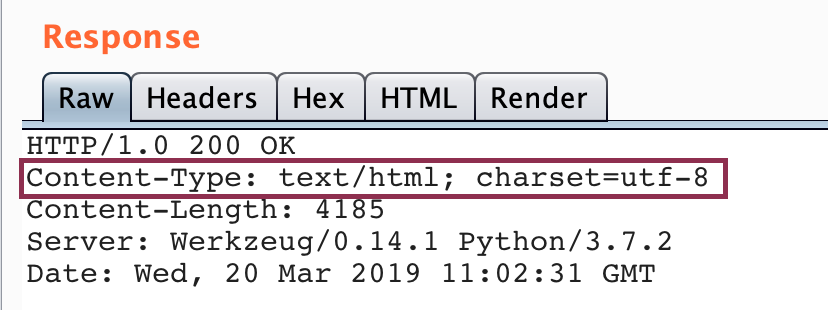 Response
Raw Headers Hex HTML Render
HTTP/1.0 200 OK
Content-Type: text/html; charset=utf-8
Content-Length: 4185
Server: Werkzeug/0.14.1 Python/3.7.2
Date: Wed, 20 Mar 2019 11:02:31 GMT